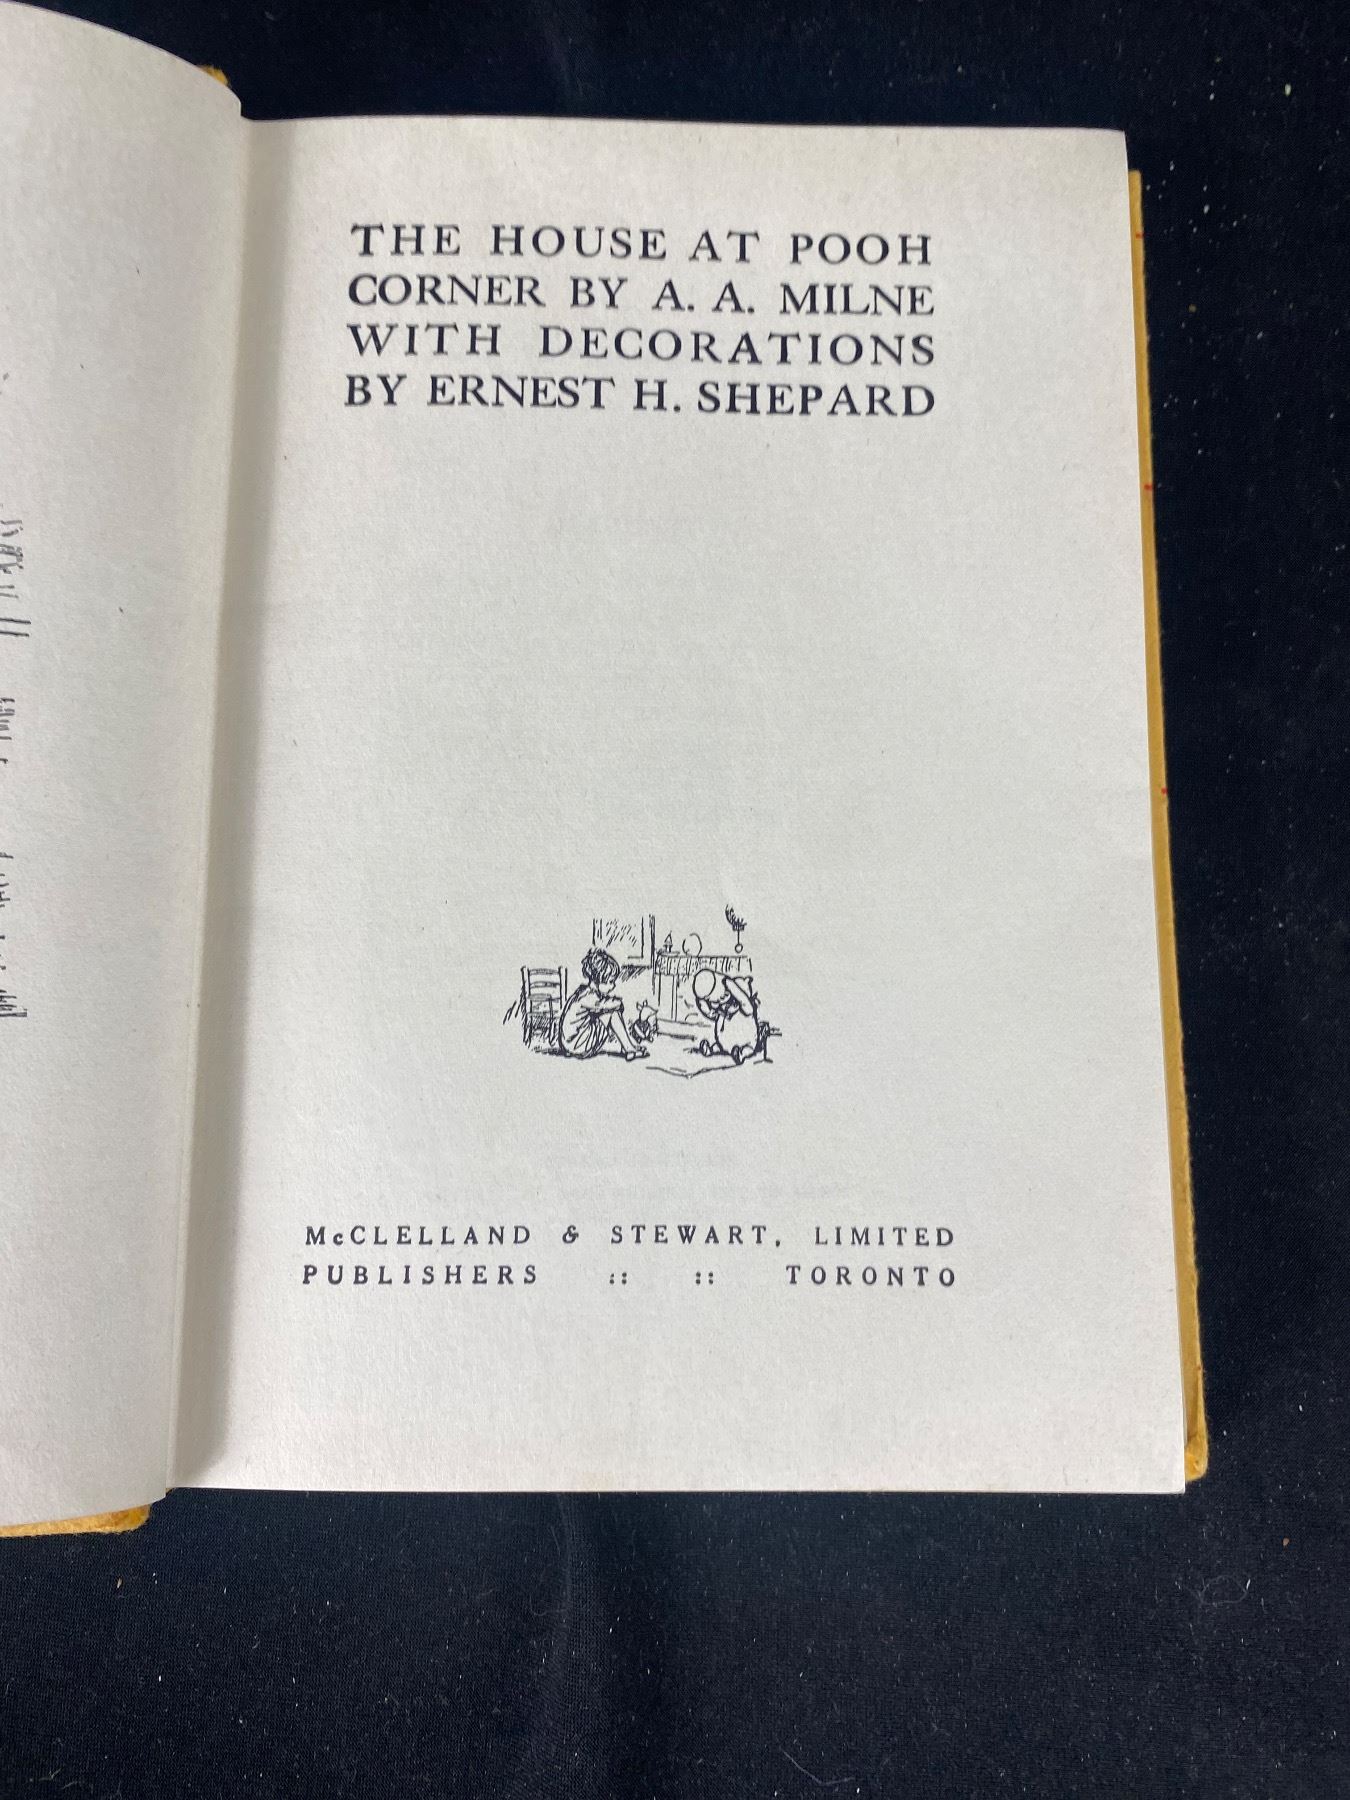 THE HOUSE AT POOH
CORNER BY A. A. MILNE
WITH DECORATIONS
BY ERNEST H. SHEPARD
McCLELLAND & STEWART, LIMITED
PUBLISHERS :: :: TORONTO